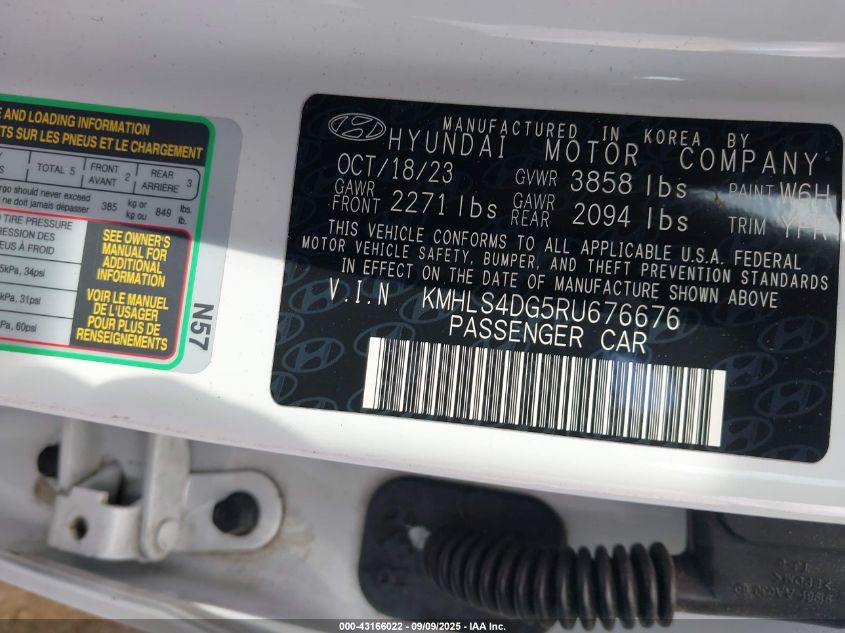 E AND LOADING INFORMATION
TS SUR LES PNEUS ET LE CHARGEMENT
TOTAL 5 FRONT AVANT 2 REAR ARRIÈRE 3
rgo should never exceed
ne doit jamais dépasser 385 kg or kg ou 849 lbs. lb.
TIRE PRESSURE
RESSION DES
EUS À FROID
5kPa, 34psi
kPa, 31psi
kPa, 60psi
SEE OWNER'S
MANUAL FOR
ADDITIONAL
INFORMATION
VOIR LE MANUEL
DE L'USAGER
POUR PLUS DE
RENSEIGNEMENTS
N57
MANUFACTURED IN KOREA BY
HYUNDAI MOTOR COMPANY
OCT/18/23 GVWR 3858 lbs PAINT W6H
GAWR FRONT 2271 lbs GAWR REAR 2094 lbs TRIM
THIS VEHICLE CONFORMS TO ALL APPLICABLE U.S.A. FEDERAL
MOTOR VEHICLE SAFETY, BUMPER, AND THEFT PREVENTION STANDARDS
IN EFFECT ON THE DATE OF MANUFACTURE SHOWN ABOVE
V.I.N KMHLS4DG5RU676676
PASSENGER CAR
000-43166022 - 09/09/2025 - IAA, Inc.